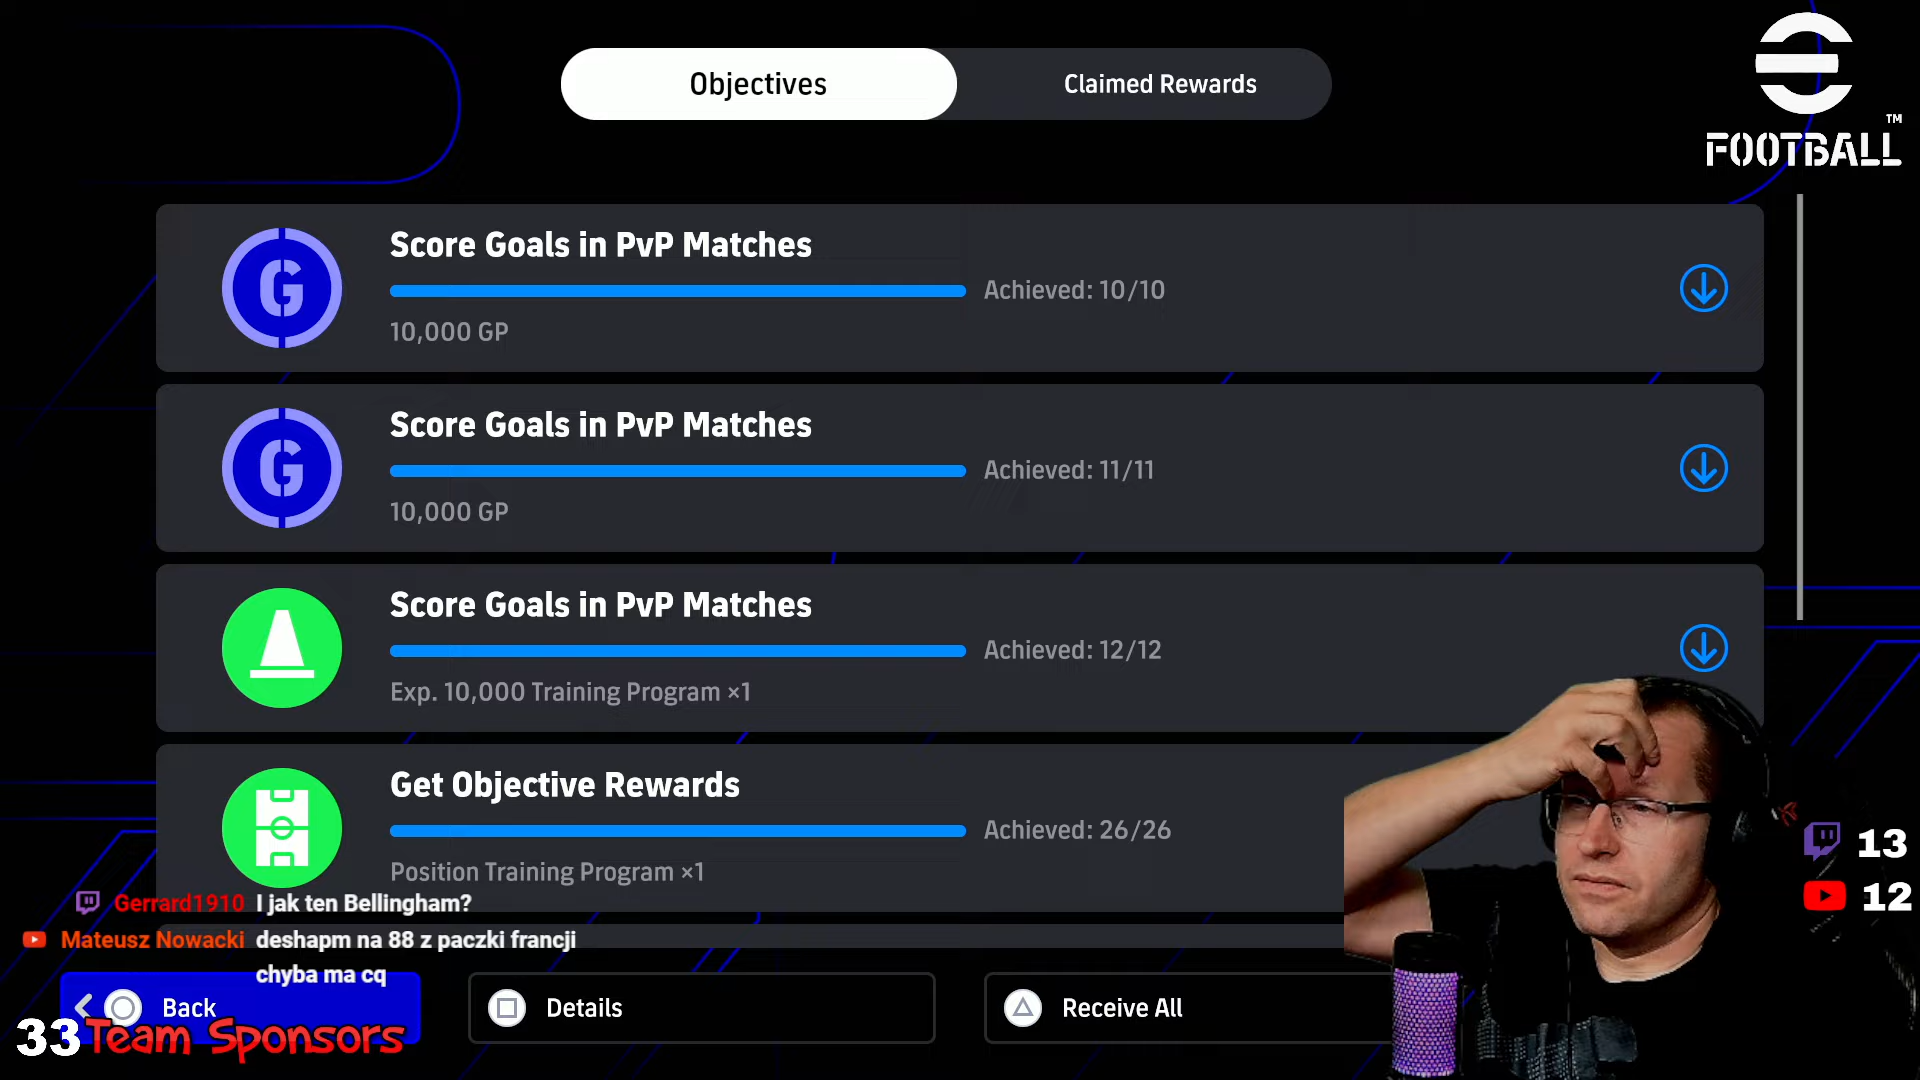 Objectives
Claimed Rewards
TM
FOOTBALL
G
Score Goals in PvP Matches
Achieved: 10/10
10,000 GP
G
Score Goals in PvP Matches
Achieved: 11/11
10,000 GP
Score Goals in PvP Matches
Achieved: 12/12
Exp. 10,000 Training Program ×1
Get Objective Rewards
Achieved: 26/26
Position Training Program ×1
13
12
Gerrard1910 I jak ten Bellingham?
Mateusz Nowacki deshapm na 88 z paczki francji
chyba ma cq
Back
Details
Receive All
33 Team Sponsors